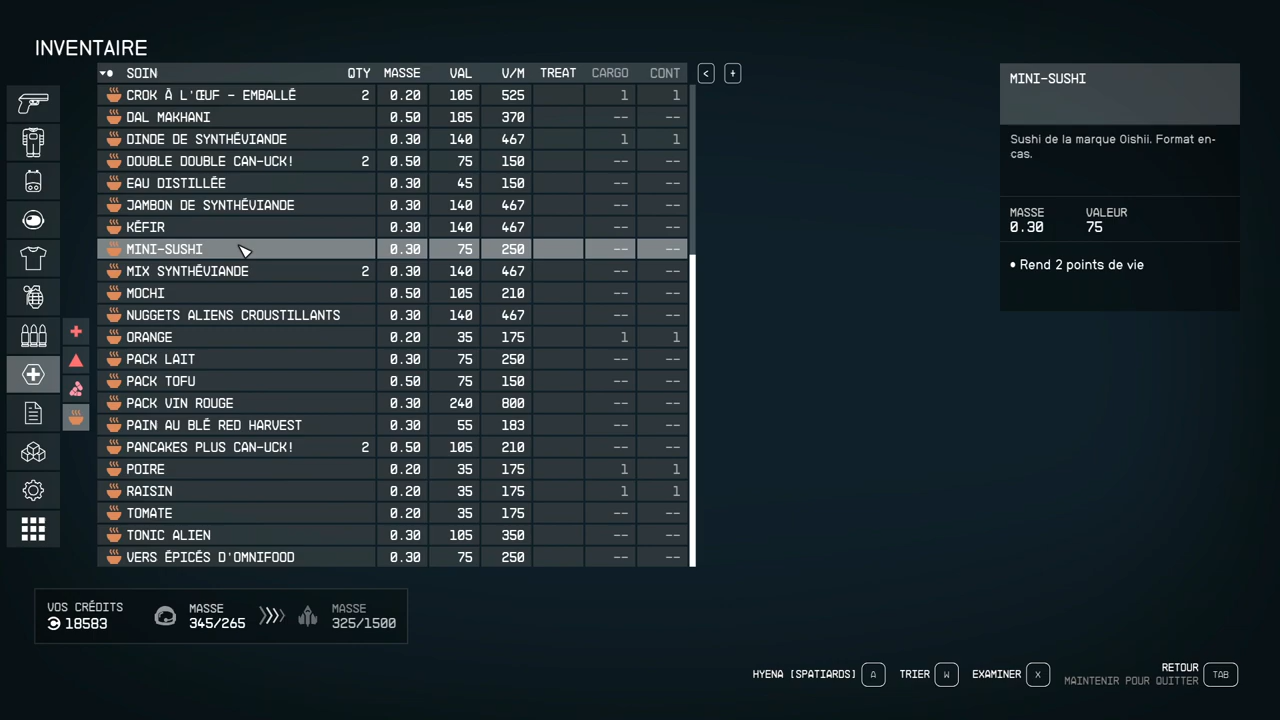 INVENTAIRE
SOIN QTY MASSE VAL V/M TREAT CARGO CONT < +
CROK À L'ŒUF - EMBALLÉ 2 0.20 105 525 1 1
DAL MAKHANI 0.50 185 370 -- --
DINDE DE SYNTHÉVIANDE 0.30 140 467 1 1
DOUBLE DOUBLE CAN-UCK! 2 0.50 75 150 -- --
EAU DISTILLÉE 0.30 45 150 -- --
JAMBON DE SYNTHÉVIANDE 0.30 140 467 -- --
KÉFIR 0.30 140 467 -- --
MINI-SUSHI 0.30 75 250 -- --
MIX SYNTHÉVIANDE 2 0.30 140 467 -- --
MOCHI 0.50 105 210 -- --
NUGGETS ALIENS CROUSTILLANTS 0.30 140 467 -- --
ORANGE 0.20 35 175 1 1
PACK LAIT 0.30 75 250 -- --
PACK TOFU 0.50 75 150 -- --
PACK VIN ROUGE 0.30 240 800 -- --
PAIN AU BLÉ RED HARVEST 0.30 55 183 -- --
PANCAKES PLUS CAN-UCK! 2 0.50 105 210 -- --
POIRE 0.20 35 175 1 1
RAISIN 0.20 35 175 1 1
TOMATE 0.20 35 175 -- --
TONIC ALIEN 0.30 105 350 -- --
VERS ÉPICÉS D'OMNIFOOD 0.30 75 250 -- --
MINI-SUSHI
Sushi de la marque Oishii. Format en-
cas.
MASSE VALEUR
0.30 75
• Rend 2 points de vie
VOS CRÉDITS MASSE MASSE
18583 345/265 325/1500
HYENA [SPATIARDS] A TRIER W EXAMINER X RETOUR TAB
MAINTENIR POUR QUITTER